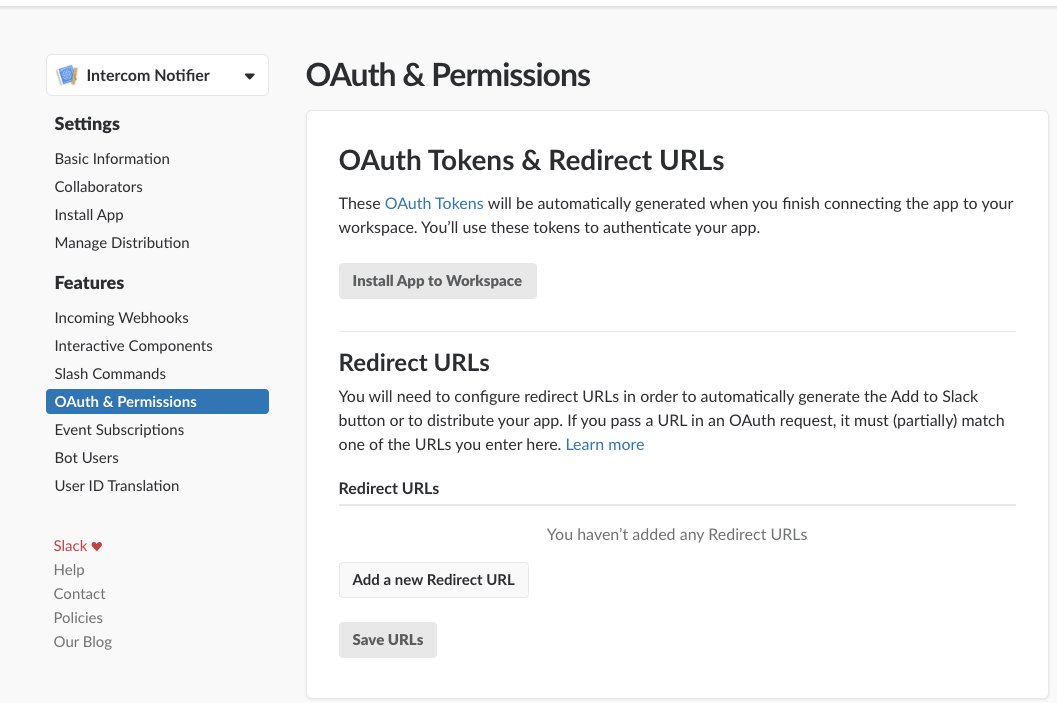 Intercom Notifier
Settings
Basic Information
Collaborators
Install App
Manage Distribution
Features
Incoming Webhooks
Interactive Components
Slash Commands
OAuth & Permissions
Event Subscriptions
Bot Users
User ID Translation
Slack ♥
Help
Contact
Policies
Our Blog
OAuth & Permissions
OAuth Tokens & Redirect URLs
These OAuth Tokens will be automatically generated when you finish connecting the app to your
workspace. You’ll use these tokens to authenticate your app.
Install App to Workspace
Redirect URLs
You will need to configure redirect URLs in order to automatically generate the Add to Slack
button or to distribute your app. If you pass a URL in an OAuth request, it must (partially) match
one of the URLs you enter here. Learn more
Redirect URLs
You haven’t added any Redirect URLs
Add a new Redirect URL
Save URLs